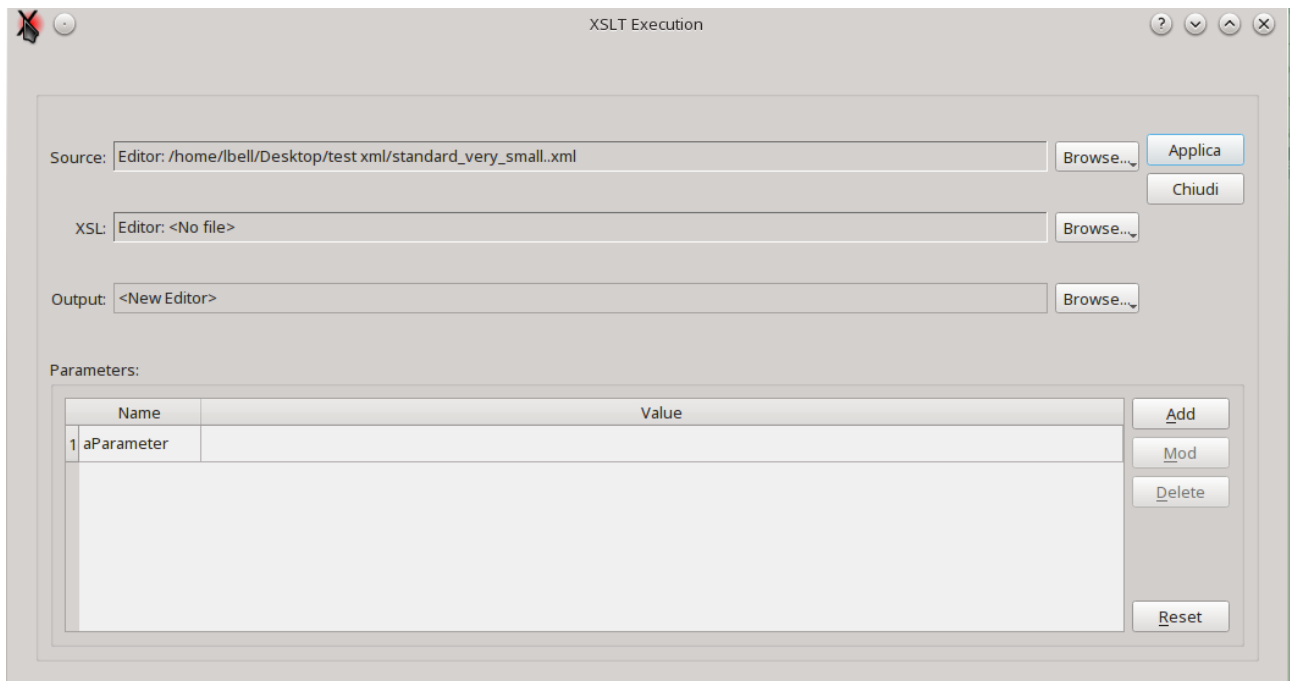 XSLT Execution
Source: Editor: /home/lbell/Desktop/test xml/standard_very_small..xml Browse... Applica
Chiudi
XSL: Editor: <No file> Browse...
Output: <New Editor> Browse...
Parameters:
Name Value Add
1 aParameter
Mod
Delete
Reset